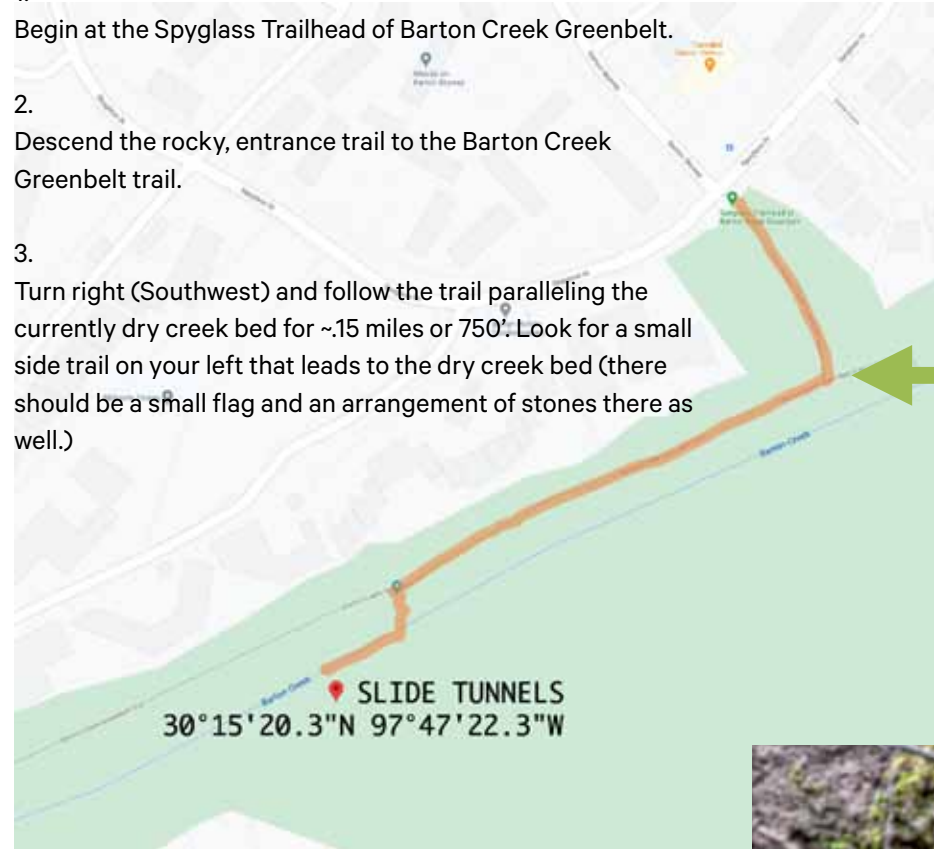 Begin at the Spyglass Trailhead of Barton Creek Greenbelt.
2.
Descend the rocky, entrance trail to the Barton Creek
Greenbelt trail.
3.
Turn right (Southwest) and follow the trail paralleling the
currently dry creek bed for ~.15 miles or 750'. Look for a small
side trail on your left that leads to the dry creek bed (there
should be a small flag and an arrangement of stones there as
well.)
Barton Creek
Barton Creek
SLIDE TUNNELS
30°15'20.3"N 97°47'22.3"W